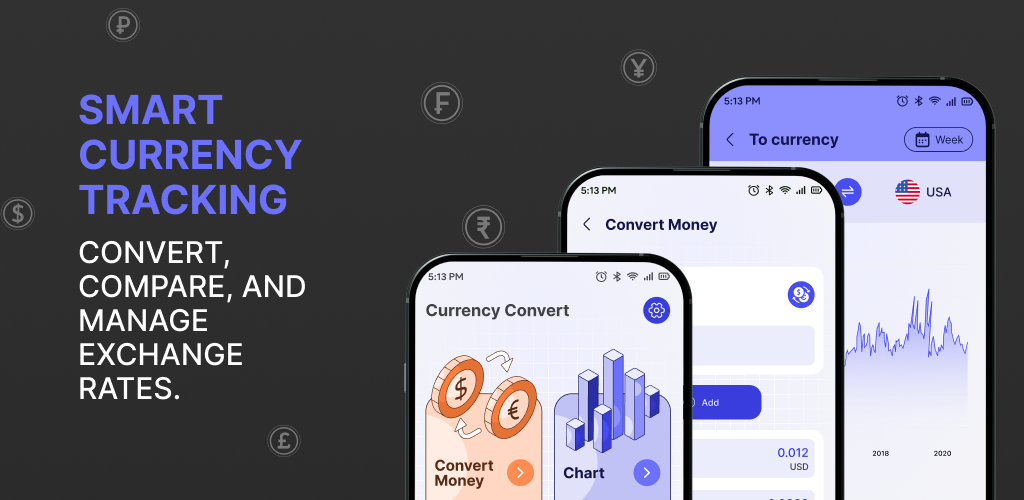 SMART
CURRENCY
TRACKING
CONVERT,
COMPARE, AND
MANAGE
EXCHANGE
RATES.
5:13 PM
Currency Convert
Convert
Money
Chart
5:13 PM
Convert Money
Add
0.012
USD
5:13 PM
To currency
Week
USA
2018
2020